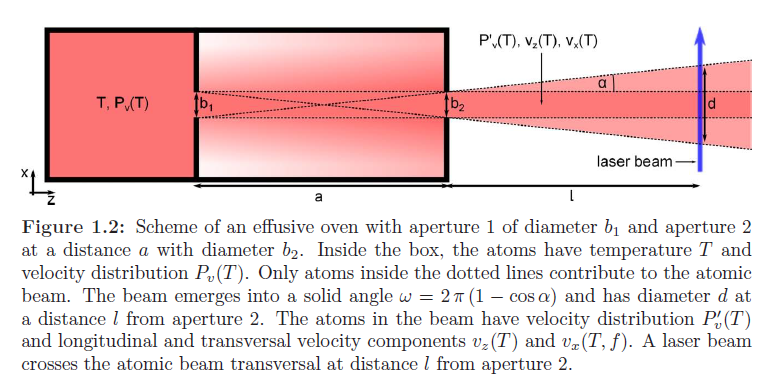 P'ᵥ(T), v_z(T), v_x(T)
α
T, Pᵥ(T)
b₁
b₂
d
laser beam
x
z
a
l
Figure 1.2: Scheme of an effusive oven with aperture 1 of diameter b₁ and aperture 2
at a distance a with diameter b₂. Inside the box, the atoms have temperature T and
velocity distribution Pᵥ(T). Only atoms inside the dotted lines contribute to the atomic
beam. The beam emerges into a solid angle ω = 2 π (1 − cos α) and has diameter d at
a distance l from aperture 2. The atoms in the beam have velocity distribution P'ᵥ(T)
and longitudinal and transversal velocity components v_z(T) and v_x(T, f). A laser beam
crosses the atomic beam transversal at distance l from aperture 2.